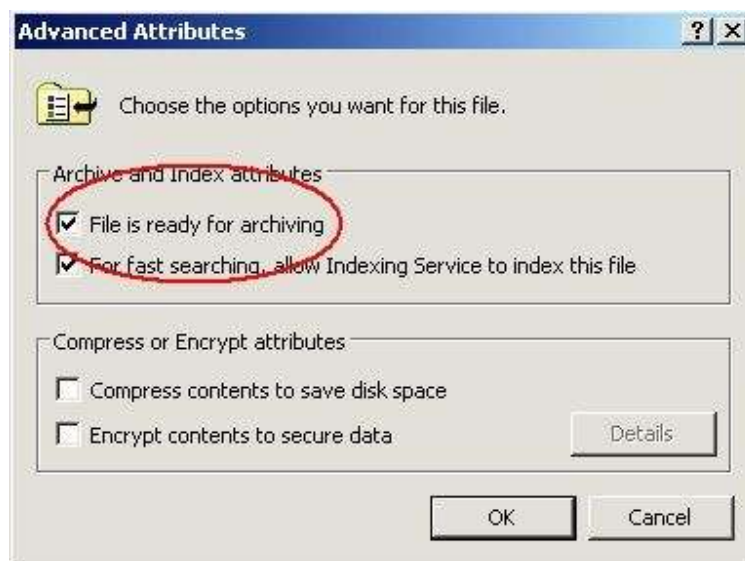 Advanced Attributes
Choose the options you want for this file.
Archive and Index attributes
File is ready for archiving
For fast searching, allow Indexing Service to index this file
Compress or Encrypt attributes
Compress contents to save disk space
Encrypt contents to secure data
Details
OK
Cancel